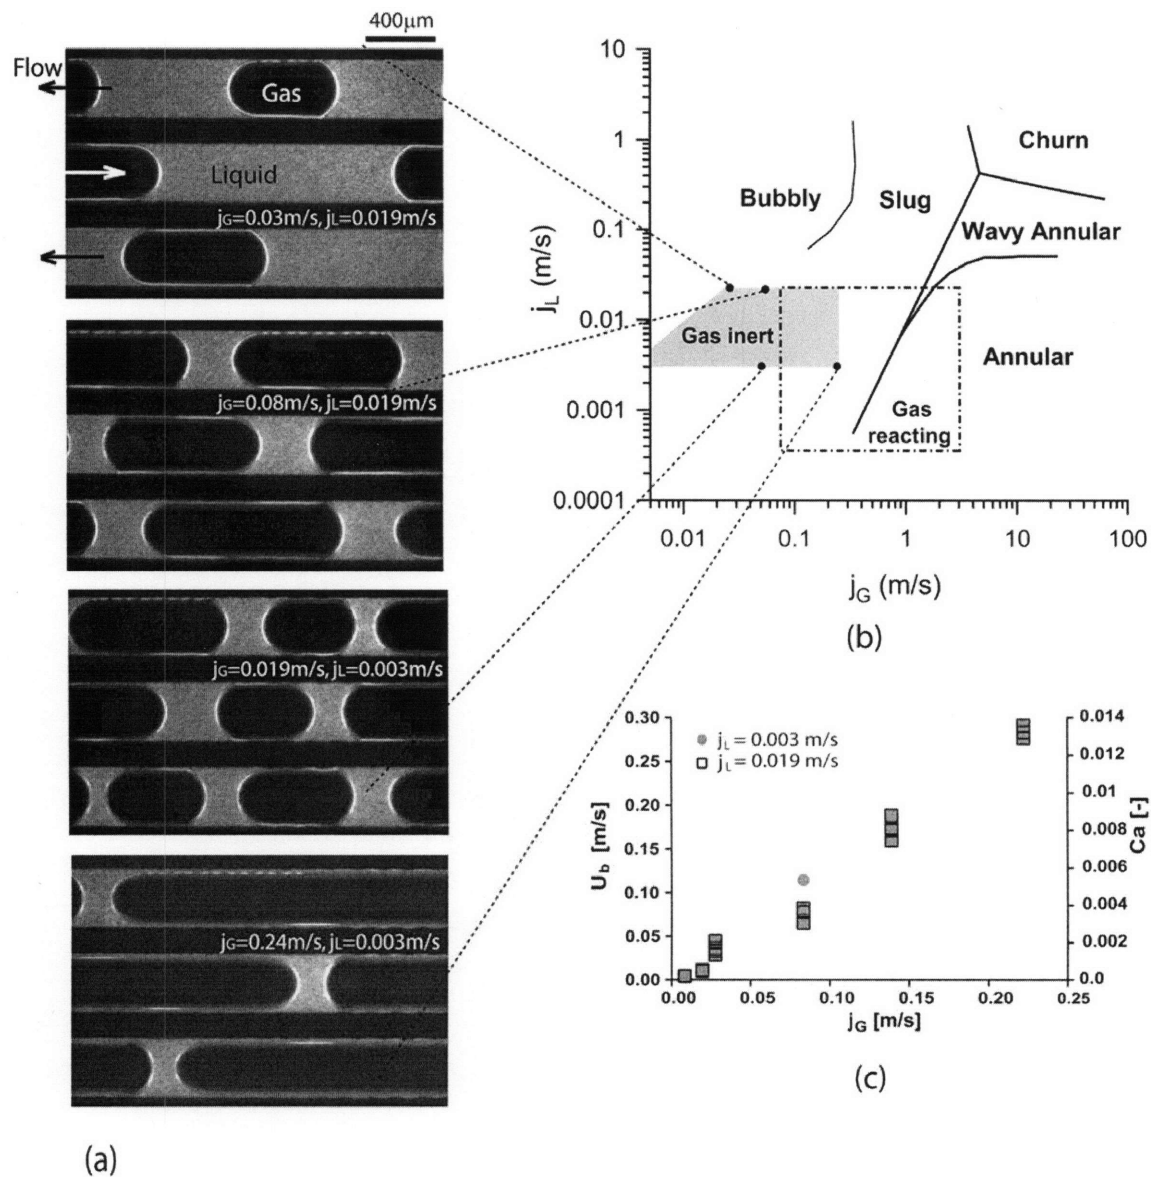 400μm
Flow
Gas
Liquid
jG=0.03m/s, jL=0.019m/s
jG=0.08m/s, jL=0.019m/s
jG=0.019m/s, jL=0.003m/s
jG=0.24m/s, jL=0.003m/s
(a)
10
1
0.1
0.01
0.001
0.0001
jL (m/s)
Churn
Bubbly
Slug
Wavy Annular
Gas inert
Annular
Gas
reacting
0.01
0.1
1
10
100
jG (m/s)
(b)
0.30
0.25
0.20
0.15
0.10
0.05
0.00
Ub [m/s]
jL = 0.003 m/s
jL = 0.019 m/s
0.014
0.012
0.01
0.008
0.006
0.004
0.002
0.0
Ca [-]
0.00
0.05
0.10
0.15
0.20
0.25
jG [m/s]
(c)